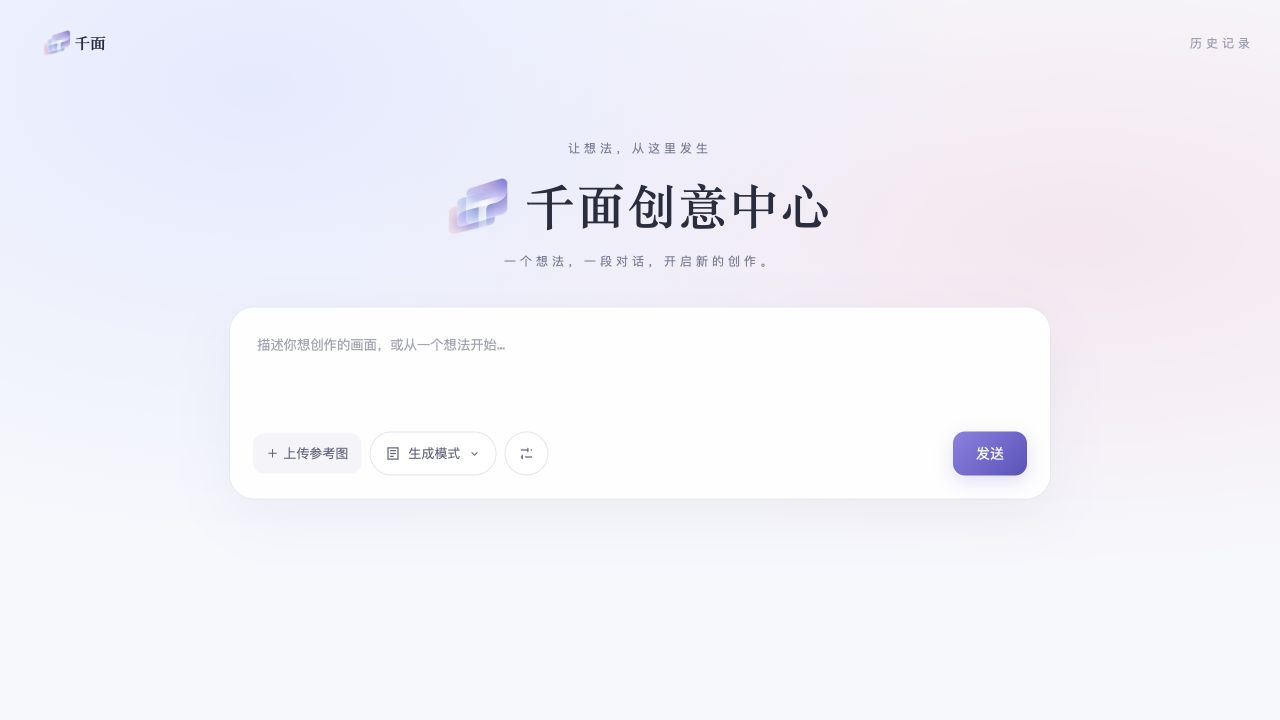 千面
历史记录
让想法，从这里发生
千面创意中心
一个想法，一段对话，开启新的创作。
描述你想创作的画面，或从一个想法开始…
上传参考图
生成模式
发送